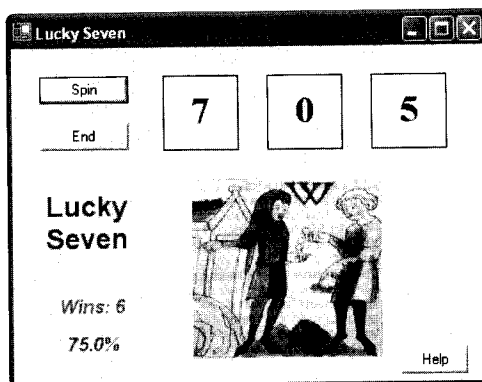 Lucky Seven
Spin
End
7 0 5
Lucky
Seven
Wins: 6
75.0%
Help